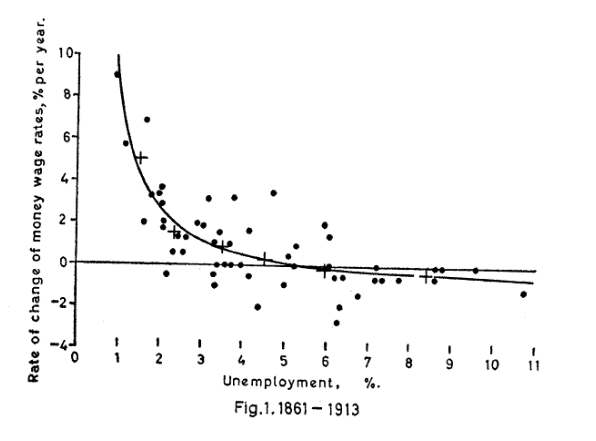 Rate of change of money wage rates, % per year.
10
8
6
4
2
0
-2
-4
0 1 2 3 4 5 6 7 8 9 10 11
Unemployment, %.
Fig.1. 1861 - 1913